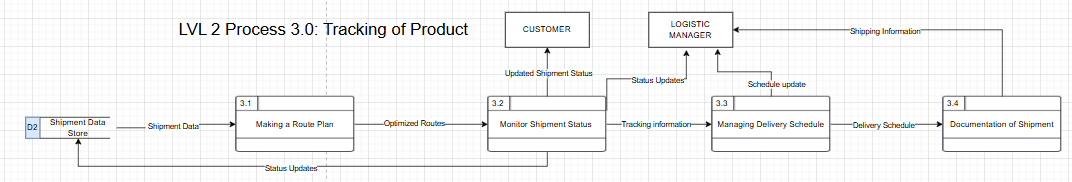 LVL 2 Process 3.0: Tracking of Product
CUSTOMER
LOGISTIC
MANAGER
Shipping Information
Updated Shipment Status
Status Updates
Schedule update
3.1
3.2
3.3
3.4
D2
Shipment Data
Store
Shipment Data
Making a Route Plan
Optimized Routes
Monitor Shipment Status
Tracking information
Managing Delivery Schedule
Delivery Schedule
Documentation of Shipment
Status Updates